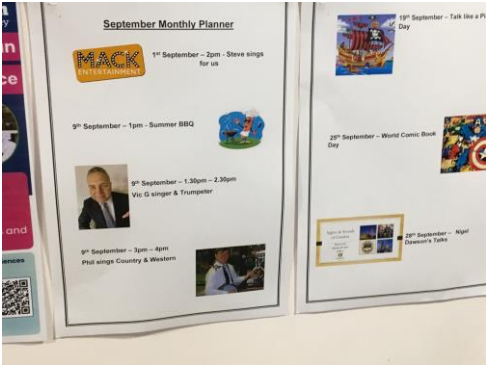 September Monthly Planner
MACK
ENTERTAINMENT
1st September – 2pm - Steve sings
for us
9th September – 1pm - Summer BBQ
9th September – 1.30pm – 2.30pm
Vic G singer & Trumpeter
9th September – 3pm – 4pm
Phil sings Country & Western
19th September – Talk like a Pi
Day
25th September – World Comic Book
Day
28th September – Nigel
Dawson's Talks
and